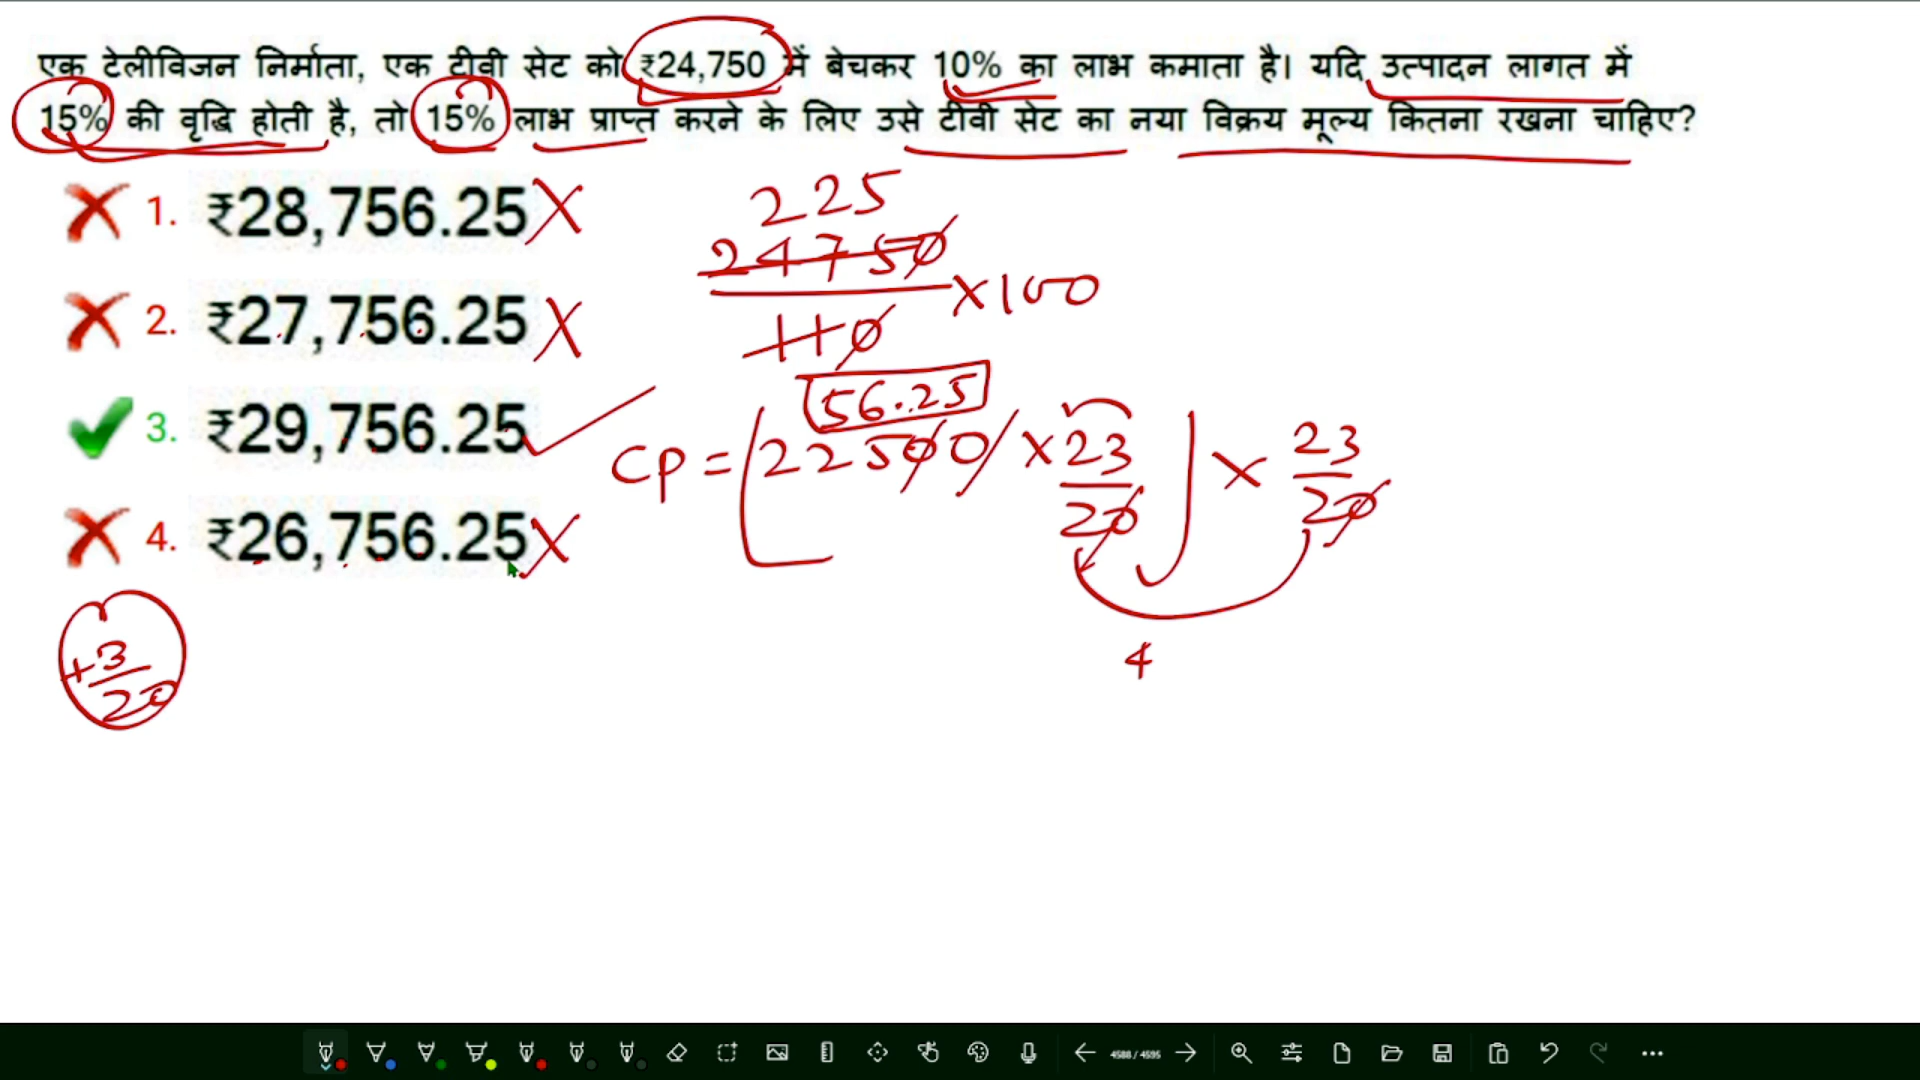 एक टेलीविजन निर्माता, एक टीवी सेट को ₹24,750 में बेचकर 10% का लाभ कमाता है। यदि उत्पादन लागत में
15% की वृद्धि होती है, तो 15% लाभ प्राप्त करने के लिए उसे टीवी सेट का नया विक्रय मूल्य कितना रखना चाहिए?
1. ₹28,756.25 X
2. ₹27,756.25 X
3. ₹29,756.25
4. ₹26,756.25 X
225
24750
110
×100
56.25
CP = [22500 × 23/20] × 23/20
4
+3/20
4588 / 4595